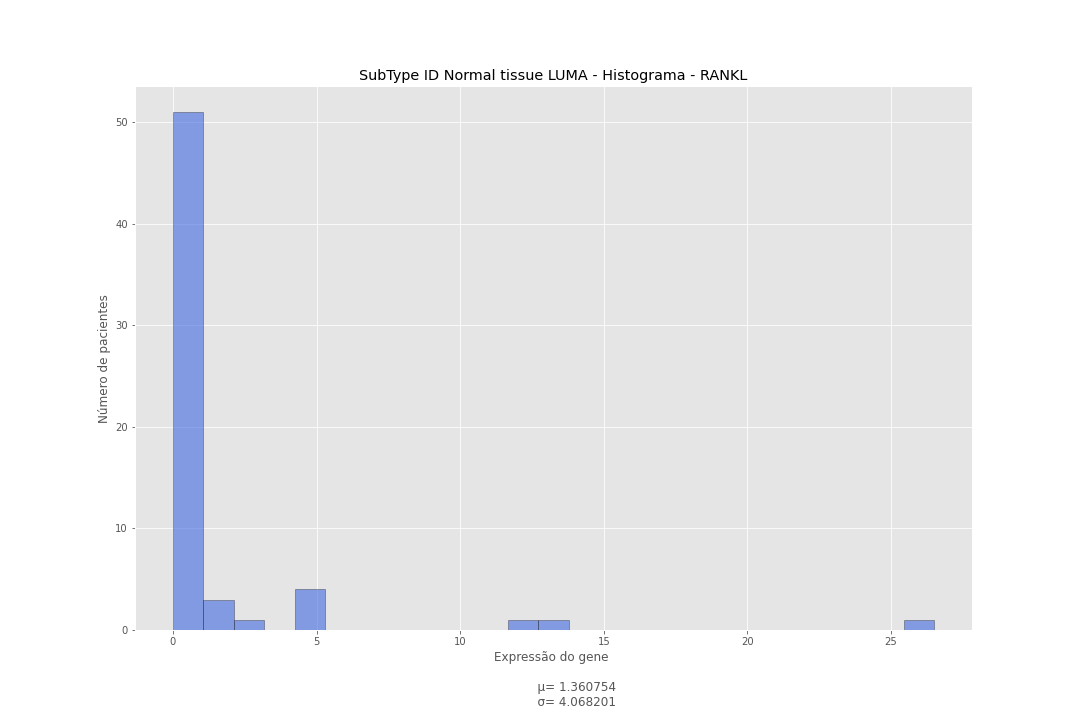 SubType ID Normal tissue LUMA - Histograma - RANKL
50
40
30
20
10
0
Número de pacientes
0 5 10 15 20 25
Expressão do gene
μ= 1.360754
σ= 4.068201